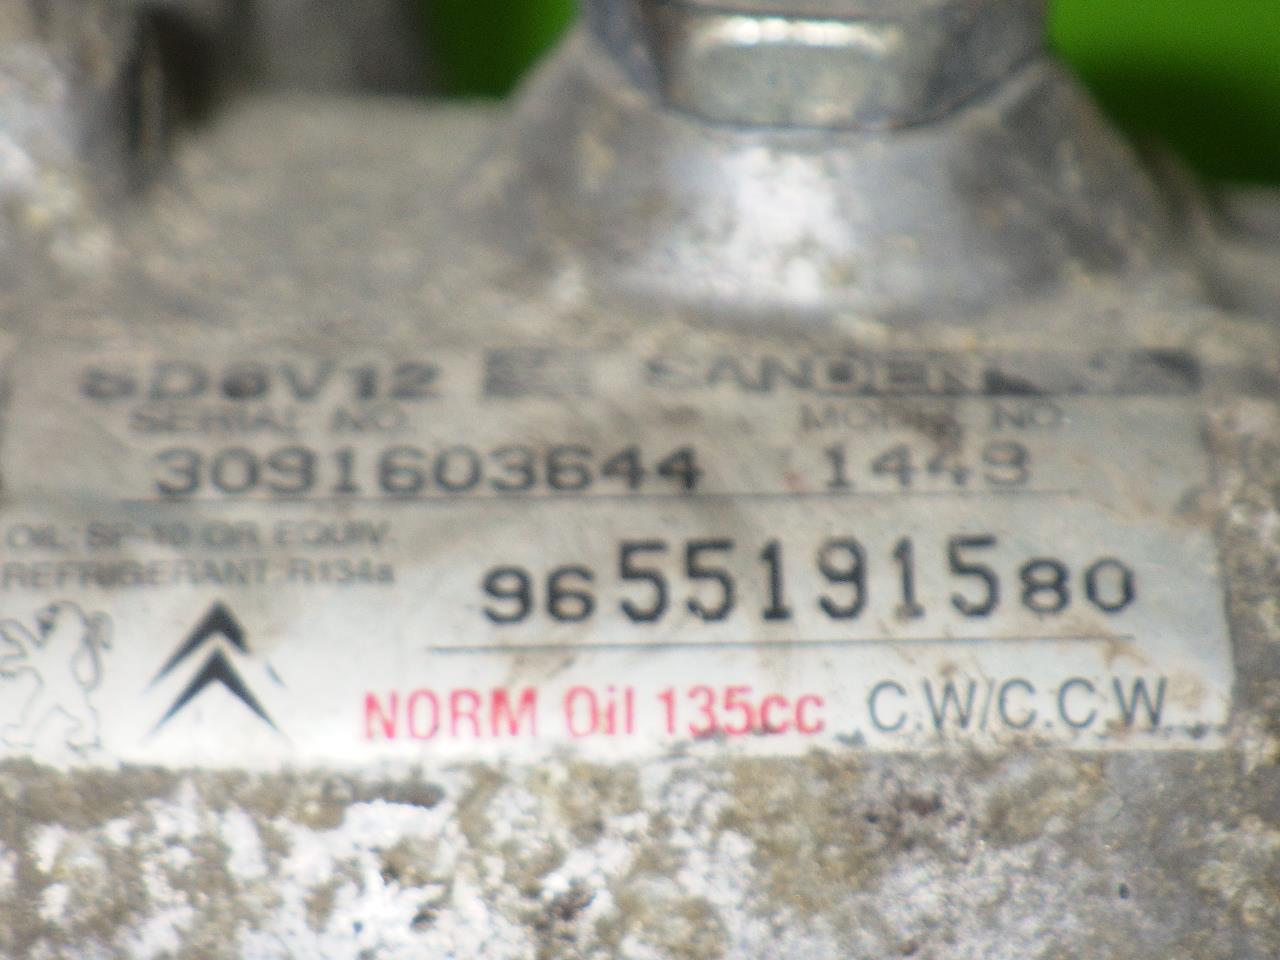 SD6V12 SANDEN
SERIAL NO. MODEL NO.
3091603644 1449
OIL: SP-10 OR EQUIV.
REFRIGERANT: R134a
9655191580
NORM Oil 135cc C.W/C.C.W